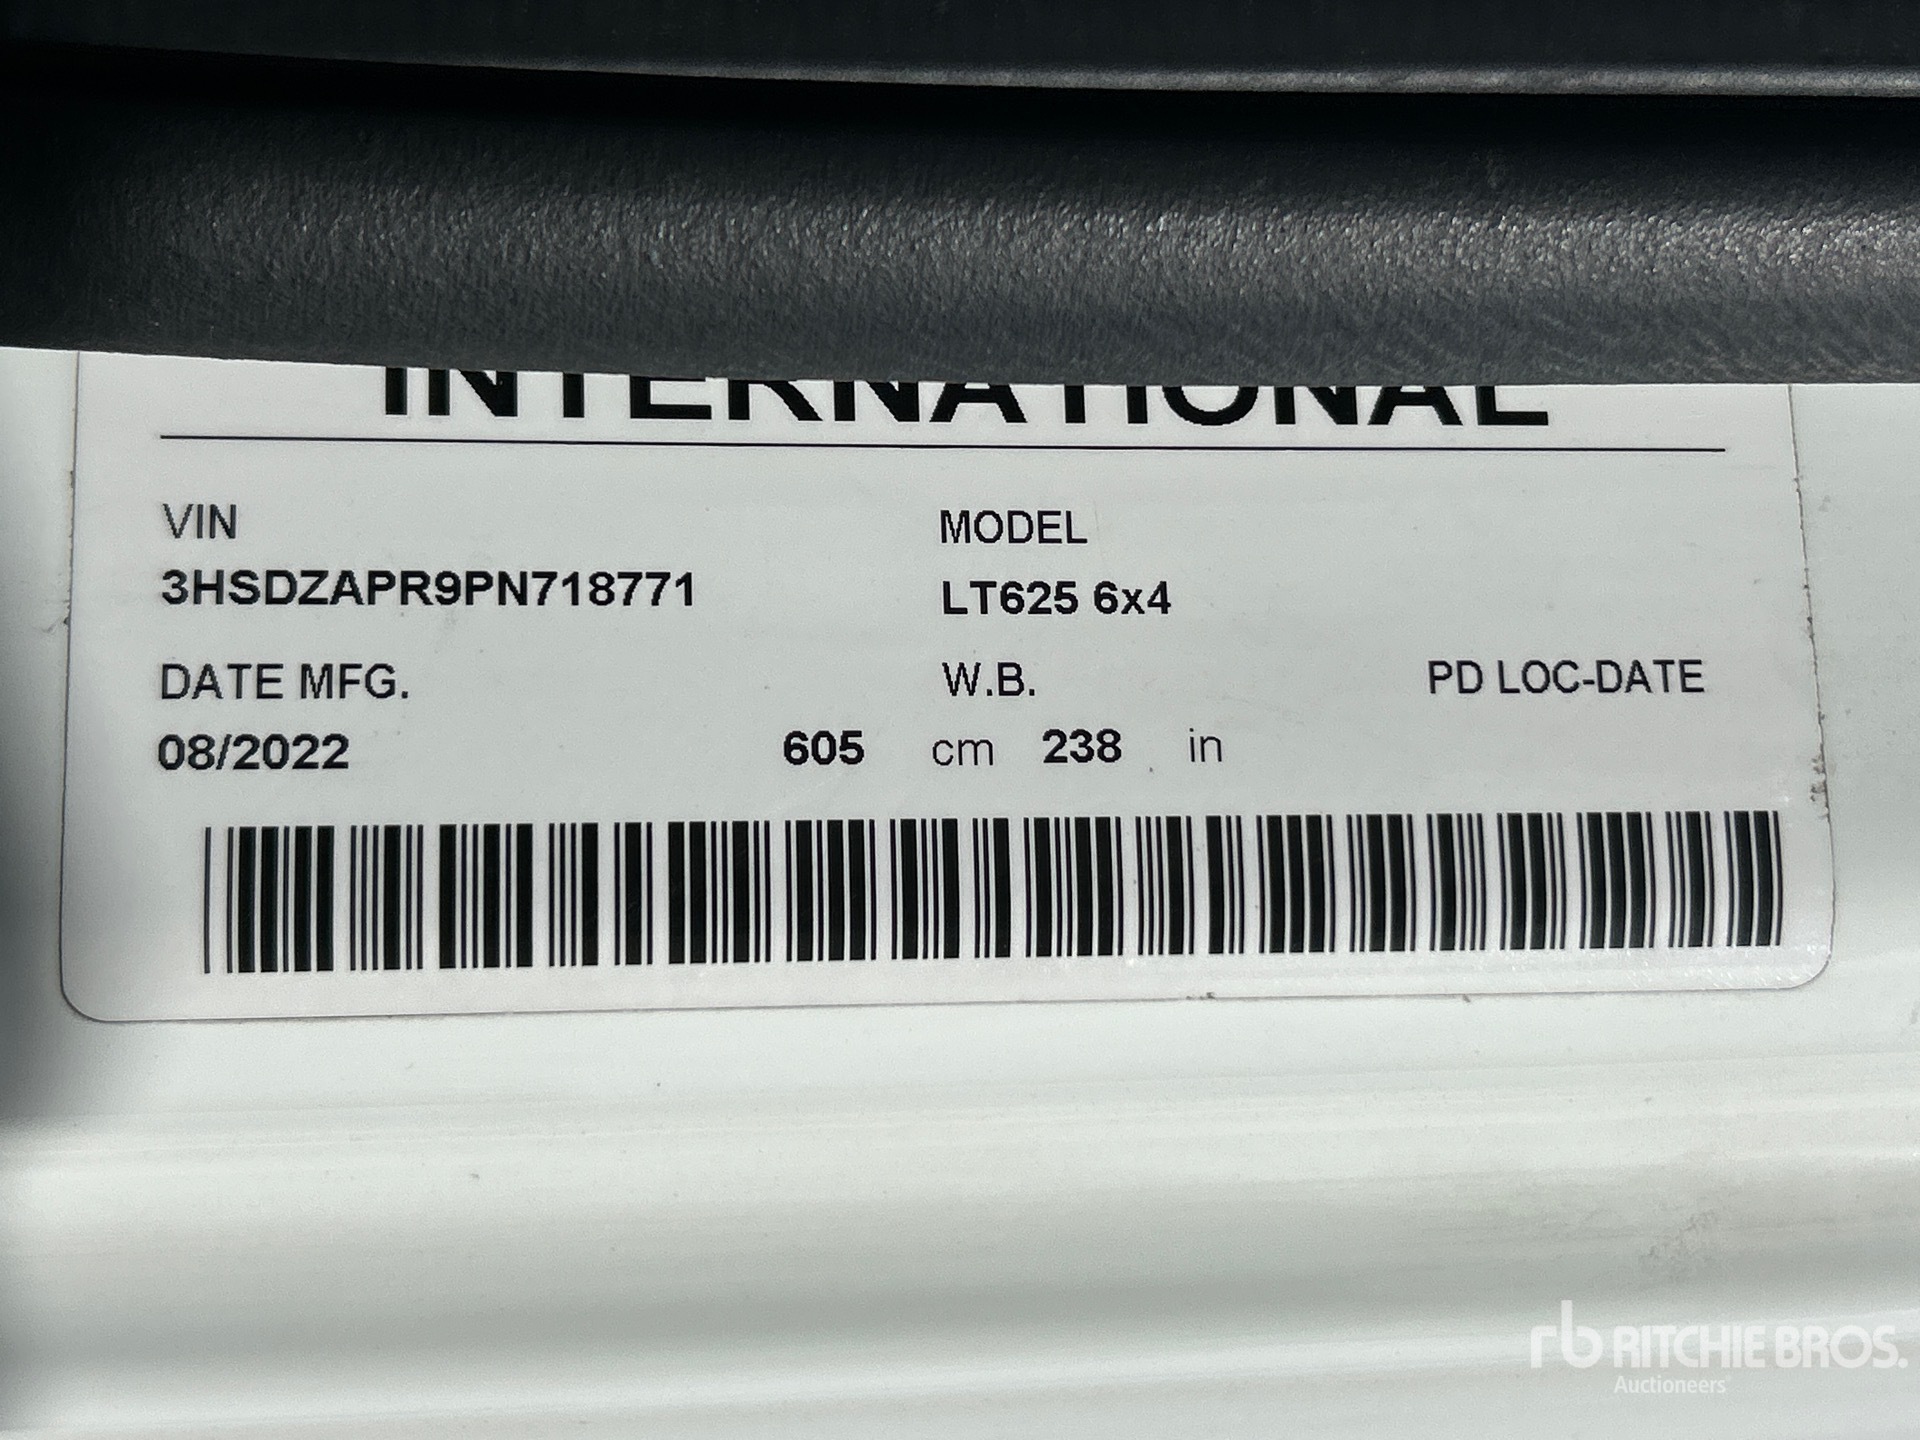 INTERNATIONAL
VIN MODEL
3HSDZAPR9PN718771 LT625 6x4
DATE MFG. W.B. PD LOC-DATE
08/2022 605 cm 238 in
rb RITCHIE BROS.
Auctioneers